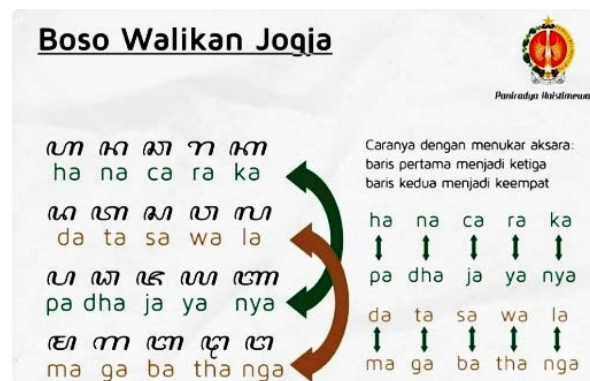 Boso Walikan Jogja
Paniradya Kaistimewan
ꦲ ꦤ ꦕ ꦫ ꦏ
ha na ca ra ka
ꦢ ꦠ ꦱ ꦮ ꦭ
da ta sa wa la
ꦥ ꦝ ꦗ ꦪ ꦚ
pa dha ja ya nya
ꦩ ꦒ ꦧ ꦛ ꦔ
ma ga ba tha nga
Caranya dengan menukar aksara:
baris pertama menjadi ketiga
baris kedua menjadi keempat
ha na ca ra ka
pa dha ja ya nya
da ta sa wa la
ma ga ba tha nga